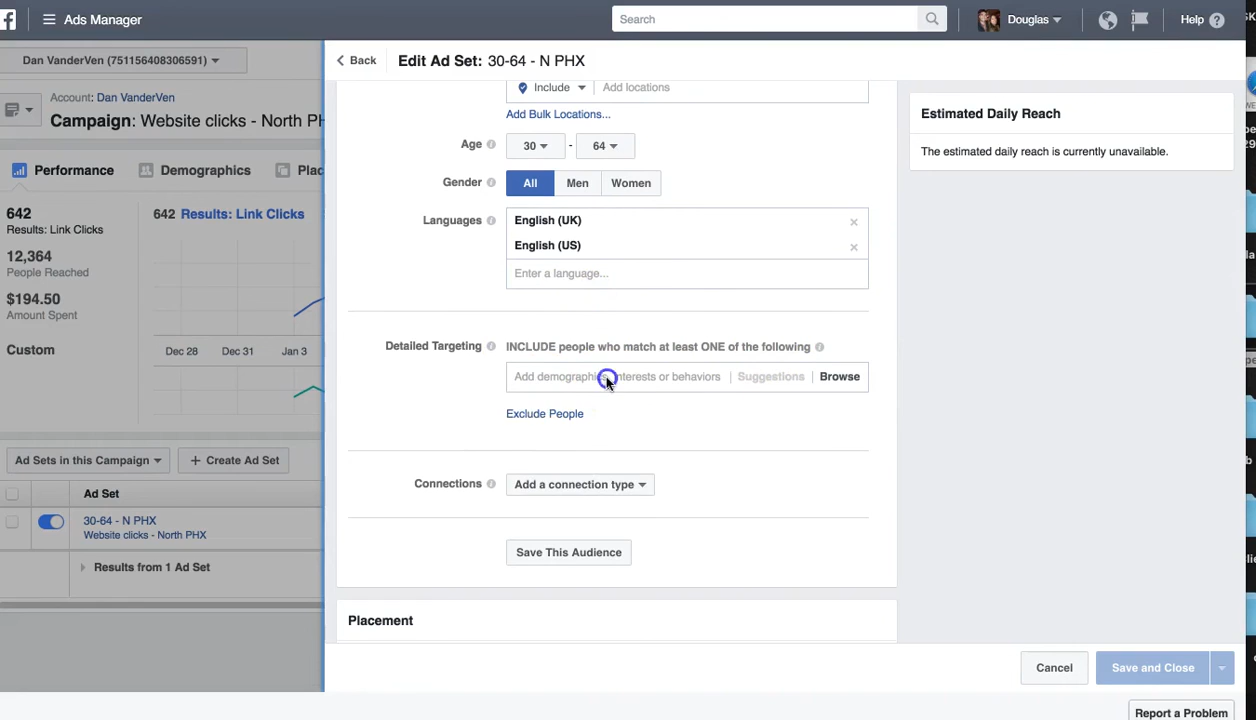 f
Ads Manager
Search
Douglas
Help ?
Dan VanderVen (751156408306591)
Account: Dan VanderVen
Campaign: Website clicks - North PH
Performance
Demographics
Plac
642
Results: Link Clicks
12,364
People Reached
$194.50
Amount Spent
Custom
642 Results: Link Clicks
Dec 28
Dec 31
Jan 3
Ad Sets in this Campaign
+ Create Ad Set
Ad Set
30-64 - N PHX
Website clicks - North PHX
Results from 1 Ad Set
Back
Edit Ad Set: 30-64 - N PHX
Include
Add locations
Add Bulk Locations...
Age
30
-
64
Gender
All
Men
Women
Languages
English (UK)
English (US)
Enter a language...
Detailed Targeting
INCLUDE people who match at least ONE of the following
Add demographics, interests or behaviors
Suggestions
Browse
Exclude People
Connections
Add a connection type
Save This Audience
Placement
Estimated Daily Reach
The estimated daily reach is currently unavailable.
Cancel
Save and Close
Report a Problem